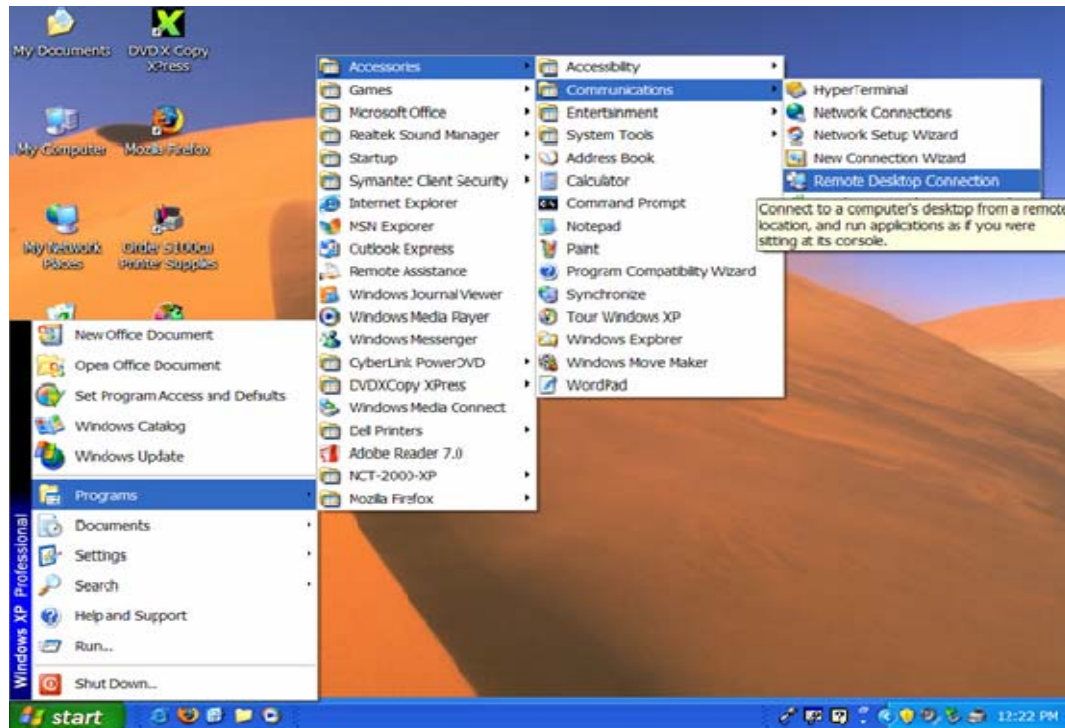 My Documents
DVD X Copy
XPress
My Computer
Mozilla Firefox
My Network
Places
Printer Supplies
Accessories
Games
Microsoft Office
Realtek Sound Manager
Startup
Symantec Client Security
Internet Explorer
MSN Explorer
Outlook Express
Remote Assistance
Windows Journal Viewer
Windows Media Player
Windows Messenger
CyberLink PowerDVD
DVDXCopy XPress
Windows Media Connect
Dell Printers
Adobe Reader 7.0
NCT-2000-XP
Mozilla Firefox
Accessibility
Communications
Entertainment
System Tools
Address Book
Calculator
Command Prompt
Notepad
Paint
Program Compatibility Wizard
Synchronize
Tour Windows XP
Windows Explorer
Windows Movie Maker
WordPad
HyperTerminal
Network Connections
Network Setup Wizard
New Connection Wizard
Remote Desktop Connection
Connect to a computer's desktop from a remote
location, and run applications as if you were
sitting at its console.
New Office Document
Open Office Document
Set Program Access and Defaults
Windows Catalog
Windows Update
Programs
Documents
Settings
Search
Help and Support
Run...
Shut Down...
Windows XP Professional
start
12:22 PM